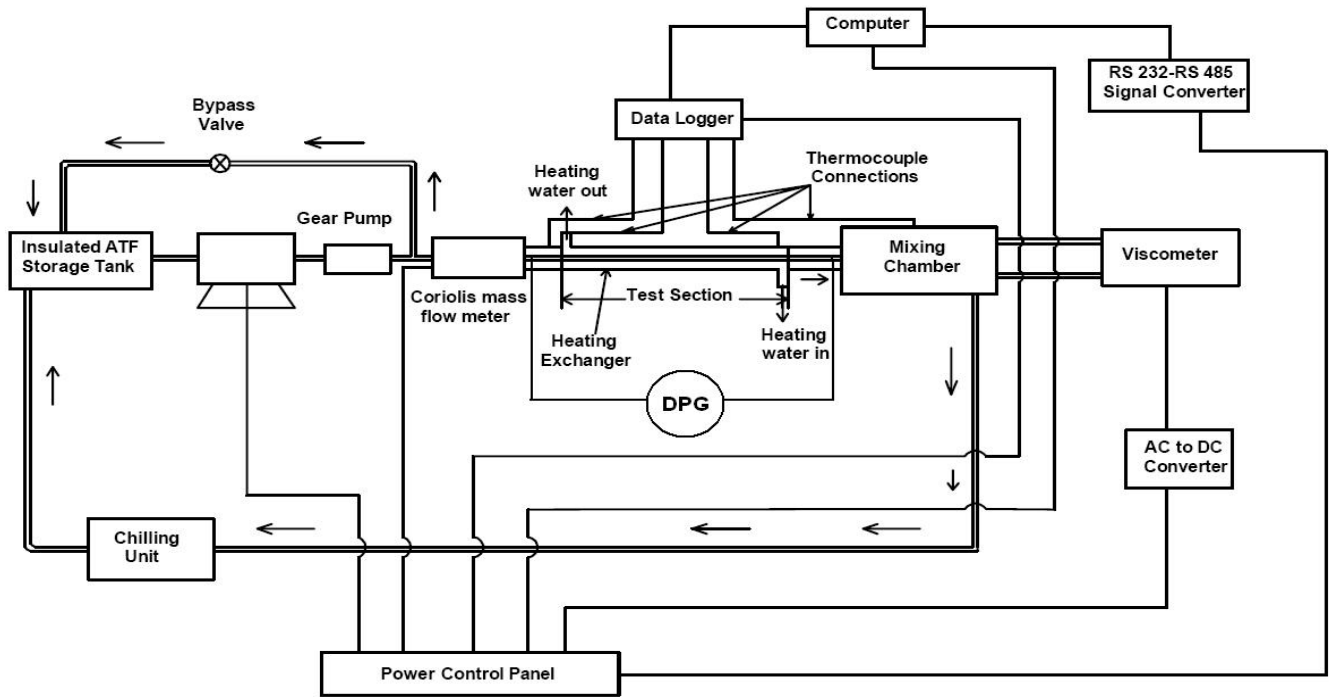 Computer
RS 232-RS 485
Signal Converter
Bypass
Valve
Data Logger
Thermocouple
Connections
Heating
water out
Gear Pump
Insulated ATF
Storage Tank
Mixing
Chamber
Viscometer
Coriolis mass
flow meter
Test Section
Heating
Exchanger
Heating
water in
DPG
AC to DC
Converter
Chilling
Unit
Power Control Panel